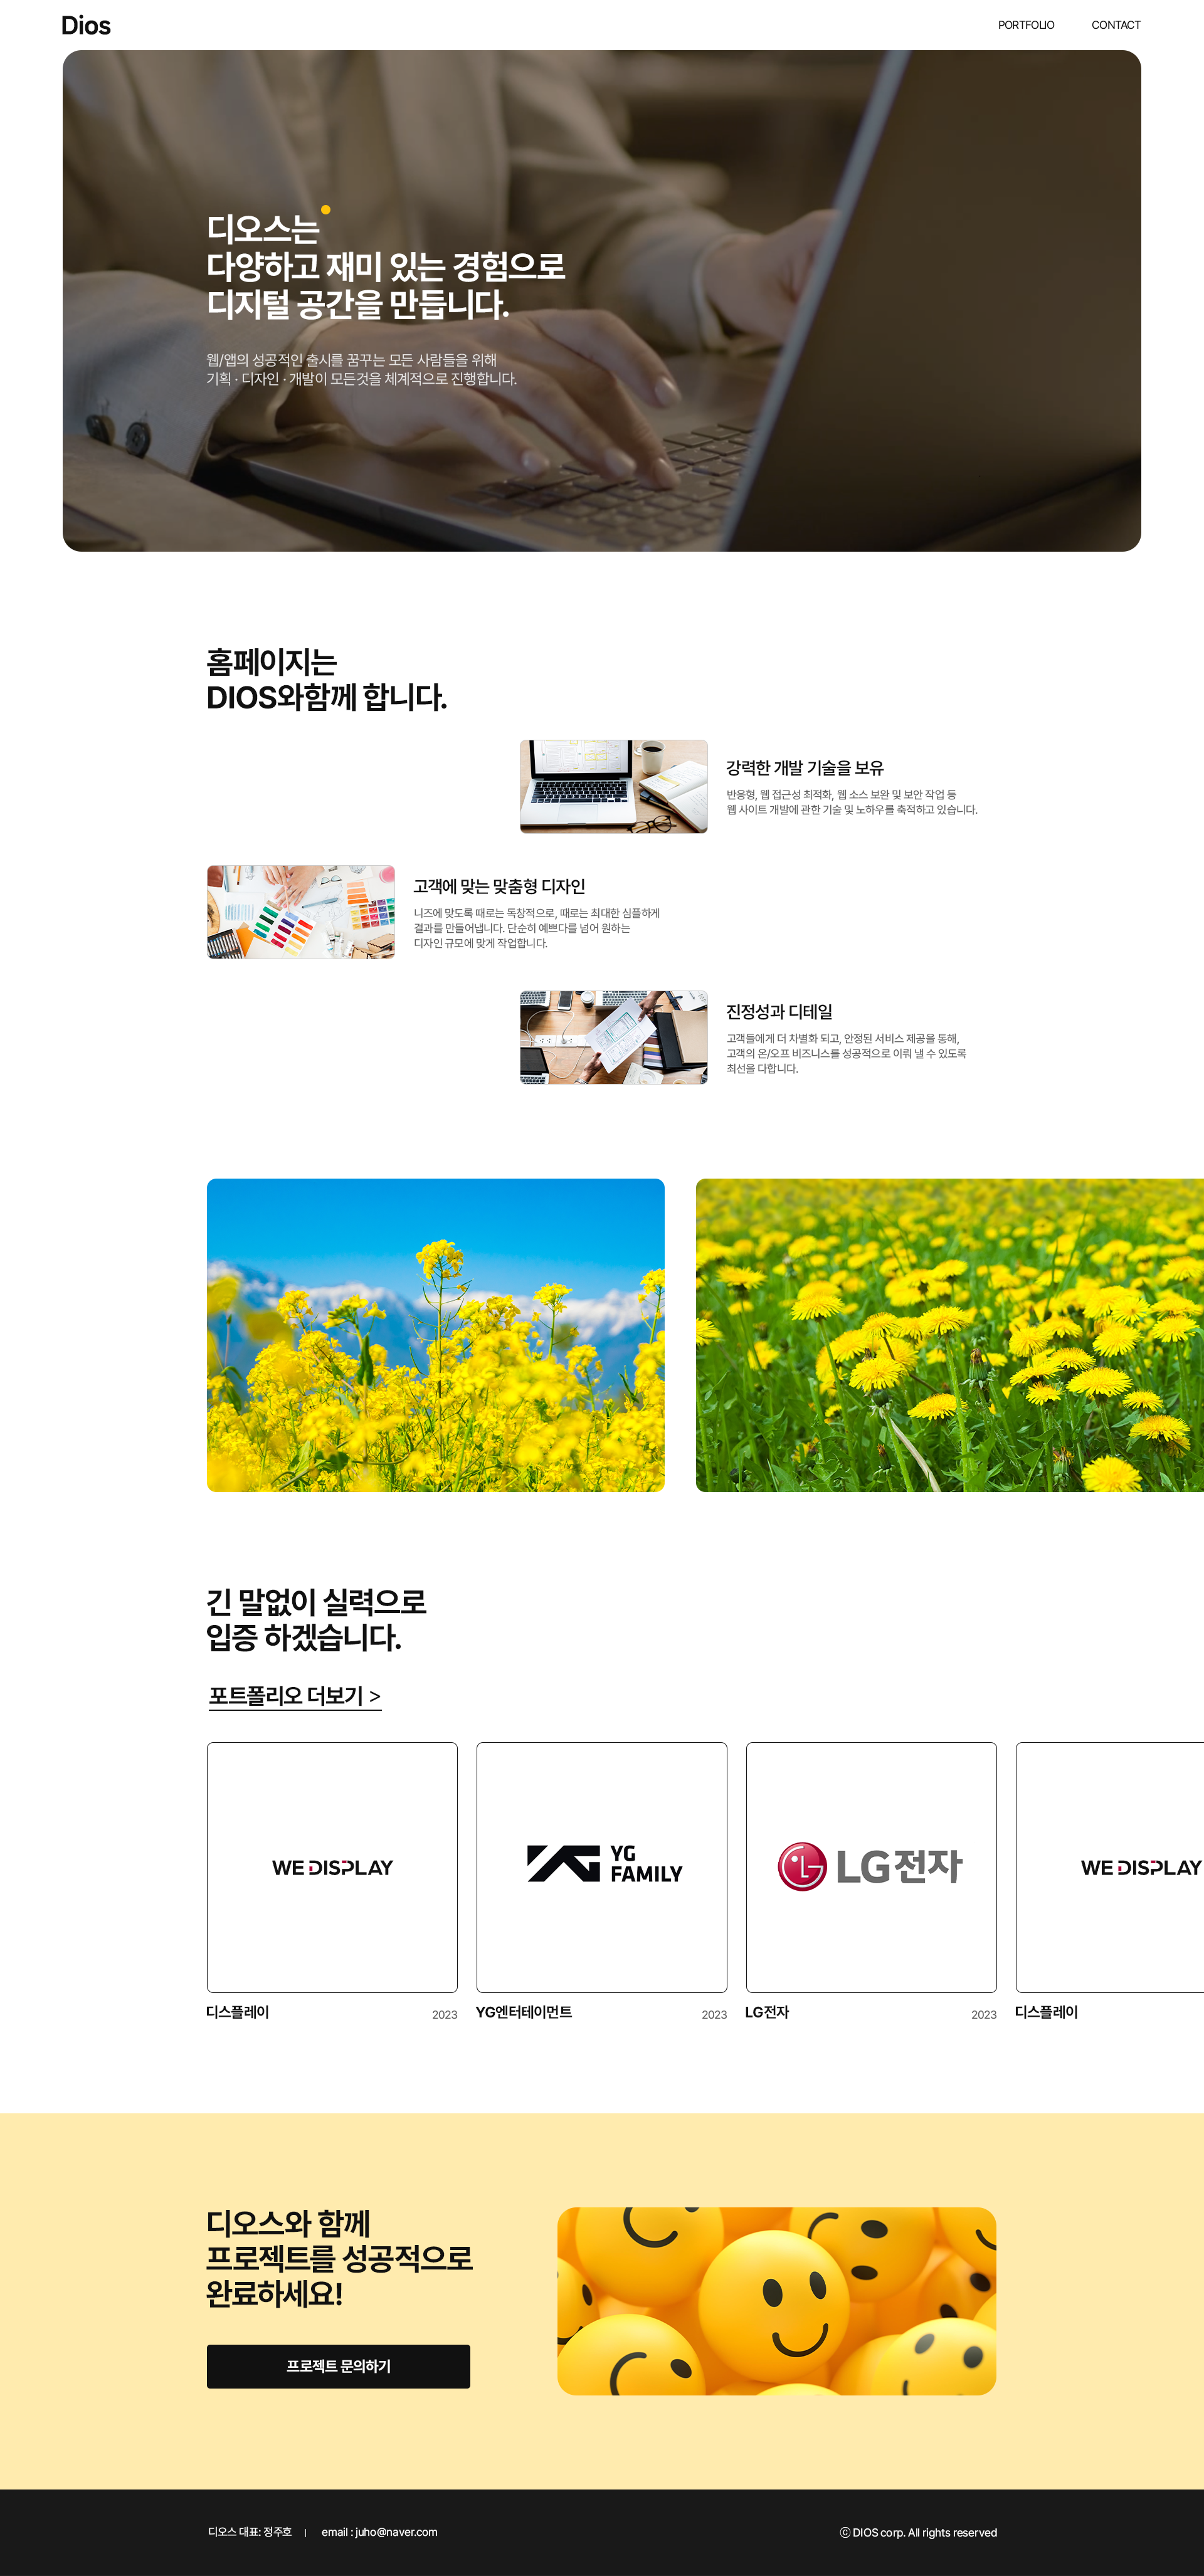 Dios
PORTFOLIO
CONTACT
디오스는
다양하고 재미 있는 경험으로
디지털 공간을 만듭니다.
웹/앱의 성공적인 출시를 꿈꾸는 모든 사람들을 위해
기획 · 디자인 · 개발이 모든것을 체계적으로 진행합니다.
홈페이지는
DIOS와함께 합니다.
강력한 개발 기술을 보유
반응형, 웹 접근성 최적화, 웹 소스 보완 및 보안 작업 등
웹 사이트 개발에 관한 기술 및 노하우를 축적하고 있습니다.
고객에 맞는 맞춤형 디자인
니즈에 맞도록 때로는 독창적으로, 때로는 최대한 심플하게
결과를 만들어냅니다. 단순히 예쁘다를 넘어 원하는
디자인 규모에 맞게 작업합니다.
진정성과 디테일
고객들에게 더 차별화 되고, 안정된 서비스 제공을 통해,
고객의 온/오프 비즈니스를 성공적으로 이뤄 낼 수 있도록
최선을 다합니다.
긴 말없이 실력으로
입증 하겠습니다.
포트폴리오 더보기 >
WE DISPLAY
YG
FAMILY
LG전자
WE DISPLAY
디스플레이
2023
YG엔터테이먼트
2023
LG전자
2023
디스플레이
디오스와 함께
프로젝트를 성공적으로
완료하세요!
프로젝트 문의하기
디오스 대표: 정주호 | email : juho@naver.com
ⓒ DIOS corp. All rights reserved